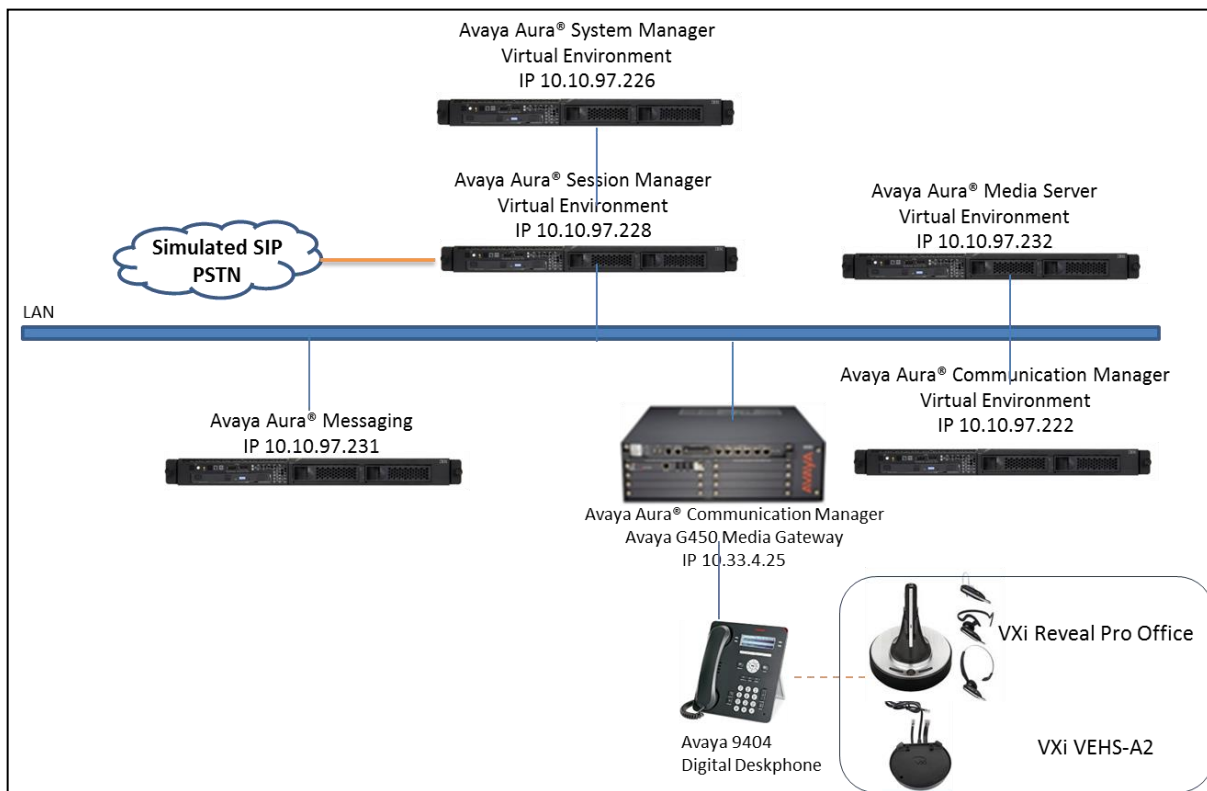 Avaya Aura® System Manager
Virtual Environment
IP 10.10.97.226
Avaya Aura® Session Manager
Virtual Environment
IP 10.10.97.228
Avaya Aura® Media Server
Virtual Environment
IP 10.10.97.232
Simulated SIP
PSTN
LAN
Avaya Aura® Messaging
IP 10.10.97.231
Avaya Aura® Communication Manager
Virtual Environment
IP 10.10.97.222
AVAYA
Avaya Aura® Communication Manager
Avaya G450 Media Gateway
IP 10.33.4.25
VXi Reveal Pro Office
Avaya 9404
Digital Deskphone
VXi VEHS-A2